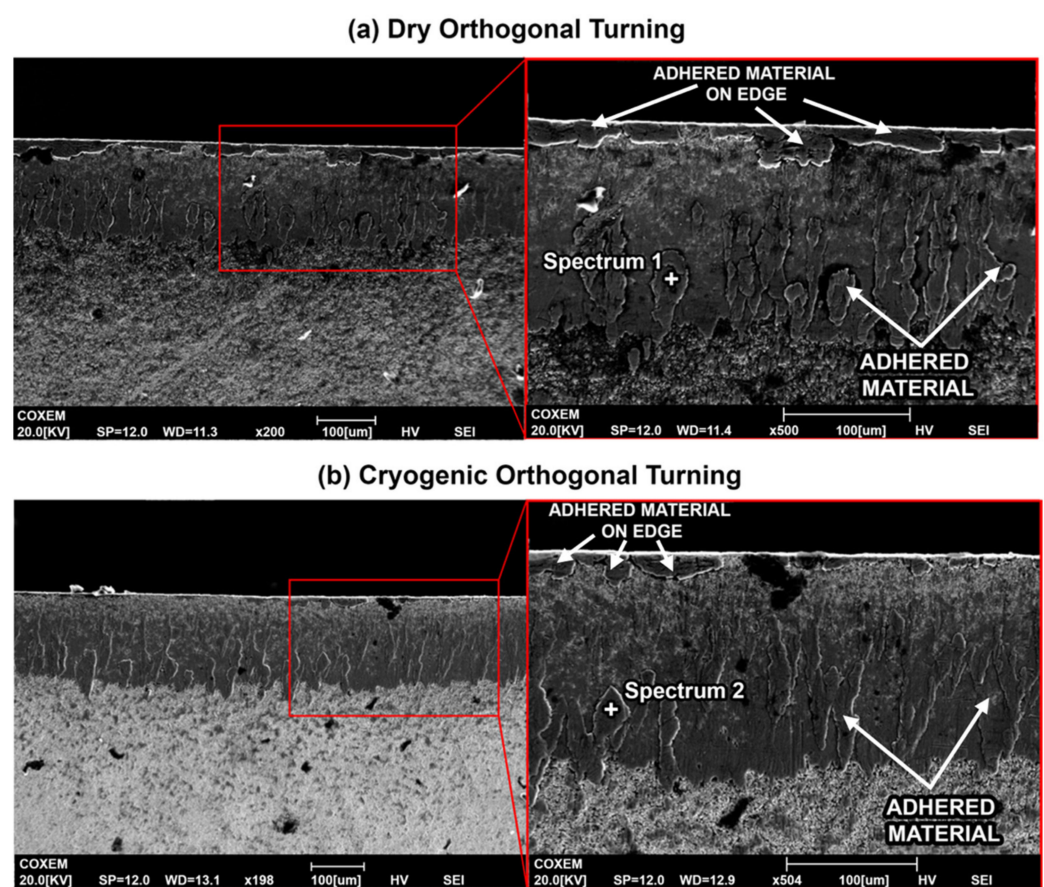 (a) Dry Orthogonal Turning
ADHERED MATERIAL
ON EDGE
Spectrum 1
ADHERED
MATERIAL
COXEM
20.0[KV] SP=12.0 WD=11.3 x200 100[um] HV SEI
COXEM
20.0[KV] SP=12.0 WD=11.4 x500 100[um] HV SEI
(b) Cryogenic Orthogonal Turning
ADHERED MATERIAL
ON EDGE
Spectrum 2
ADHERED
MATERIAL
COXEM
20.0[KV] SP=12.0 WD=13.1 x198 100[um] HV SEI
COXEM
20.0[KV] SP=12.0 WD=12.9 x504 100[um] HV SEI